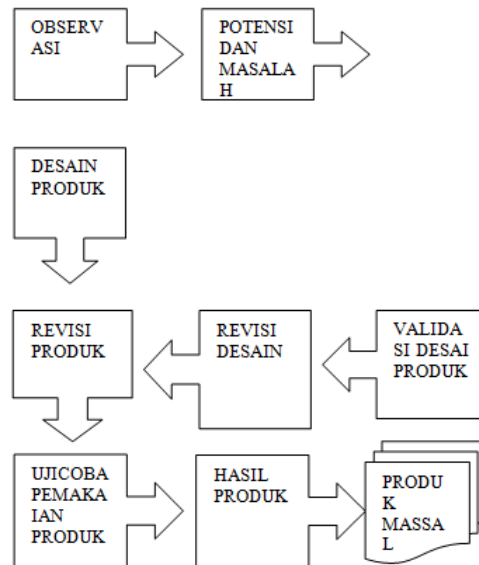 OBSERV
ASI
POTENSI
DAN
MASALA
H
DESAIN
PRODUK
REVISI
PRODUK
REVISI
DESAIN
VALIDA
SI DESAI
PRODUK
UJICOBA
PEMAKA
IAN
PRODUK
HASIL
PRODUK
PRODU
K
MASSA
L